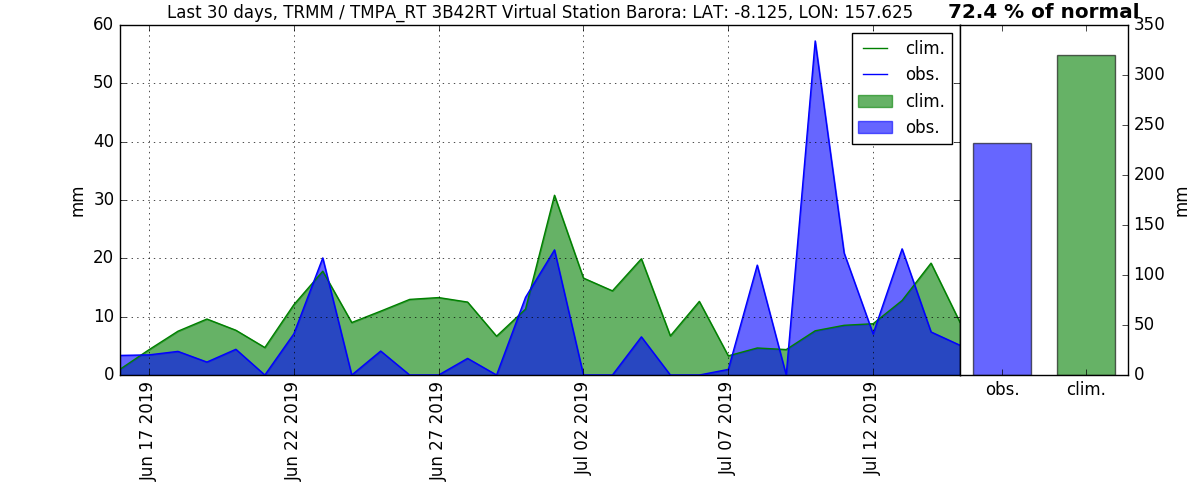 Last 30 days, TRMM / TMPA_RT 3B42RT Virtual Station Barora: LAT: -8.125, LON: 157.625
72.4 % of normal
60
50
40
30
20
10
0
mm
Jun 17 2019
Jun 22 2019
Jun 27 2019
Jul 02 2019
Jul 07 2019
Jul 12 2019
clim.
obs.
clim.
obs.
350
300
250
200
150
100
50
0
mm
obs.
clim.